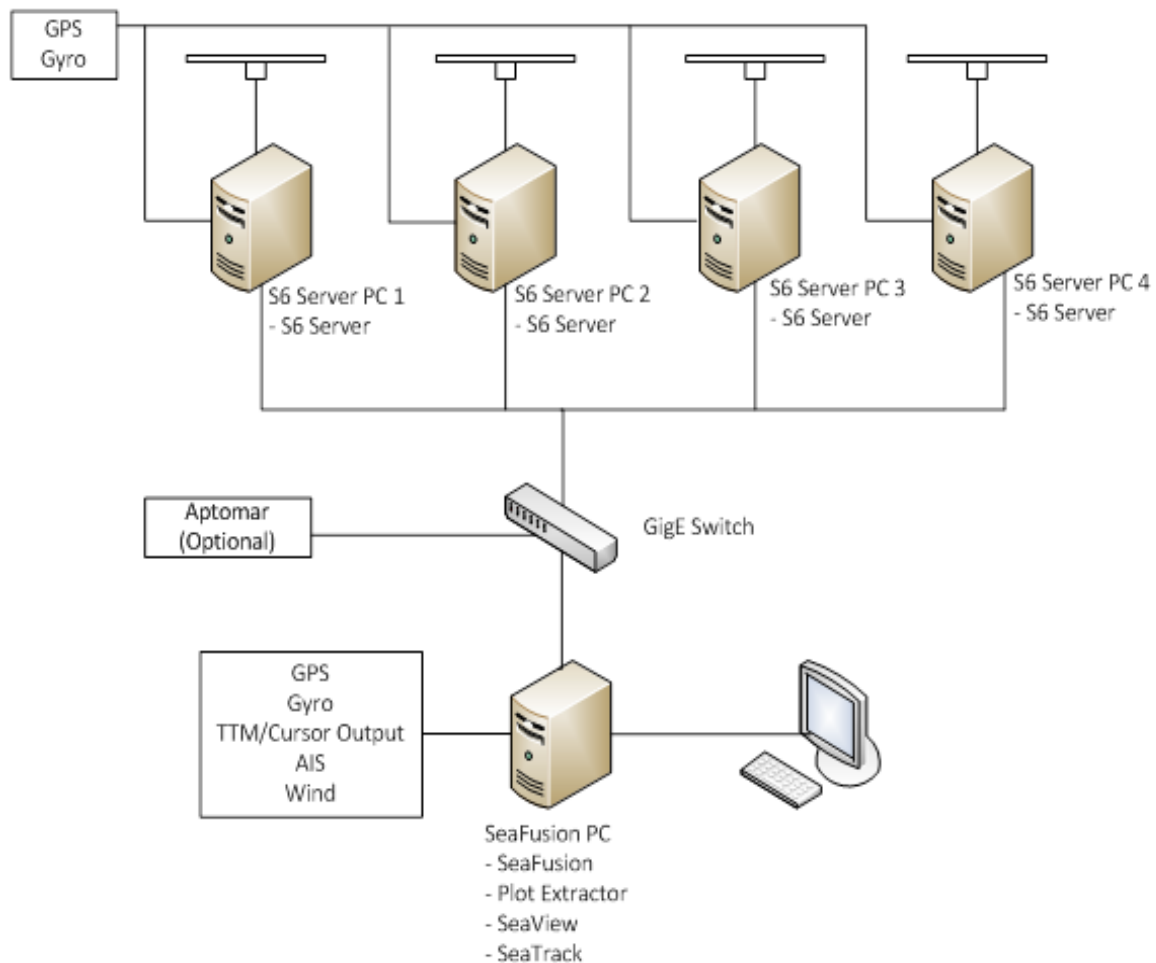 GPS
Gyro
S6 Server PC 1
- S6 Server
S6 Server PC 2
- S6 Server
S6 Server PC 3
- S6 Server
S6 Server PC 4
- S6 Server
Aptomar
(Optional)
GigE Switch
GPS
Gyro
TTM/Cursor Output
AIS
Wind
SeaFusion PC
- SeaFusion
- Plot Extractor
- SeaView
- SeaTrack